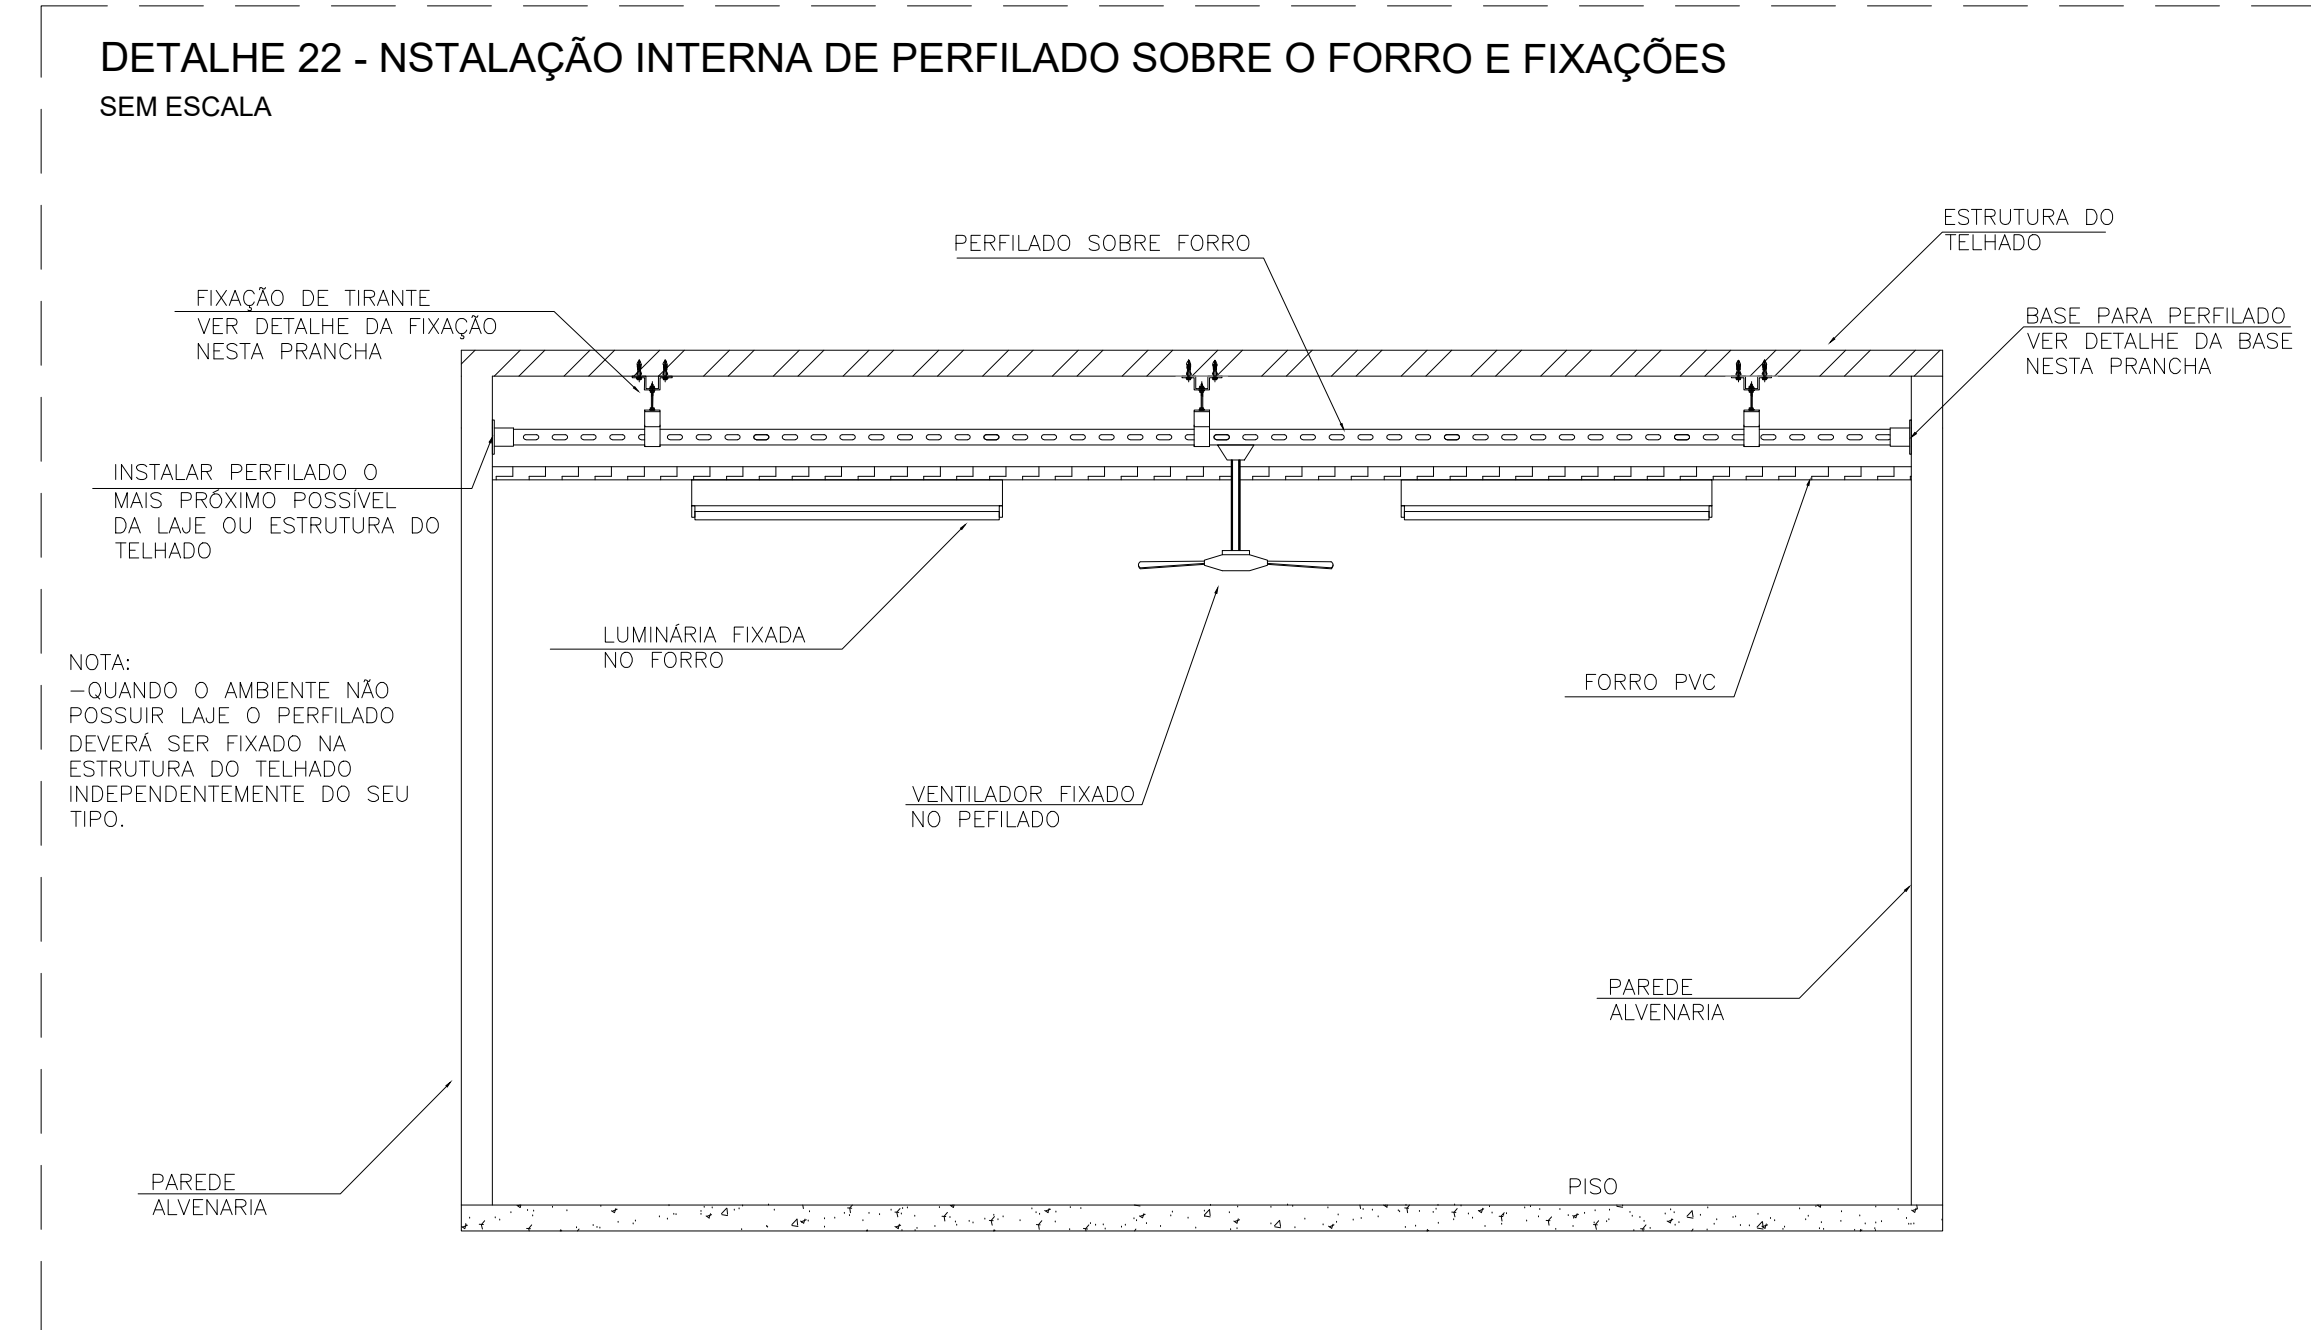 DETALHE 22 - NSTALAÇÃO INTERNA DE PERFILADO SOBRE O FORRO E FIXAÇÕES
SEM ESCALA
ESTRUTURA DO
TELHADO
PERFILADO SOBRE FORRO
FIXAÇÃO DE TIRANTE
VER DETALHE DA FIXAÇÃO
NESTA PRANCHA
BASE PARA PERFILADO
VER DETALHE DA BASE
NESTA PRANCHA
INSTALAR PERFILADO O
MAIS PRÓXIMO POSSÍVEL
DA LAJE OU ESTRUTURA DO
TELHADO
LUMINÁRIA FIXADA
NO FORRO
NOTA:
-QUANDO O AMBIENTE NÃO
POSSUIR LAJE O PERFILADO
DEVERÁ SER FIXADO NA
ESTRUTURA DO TELHADO
INDEPENDENTEMENTE DO SEU
TIPO.
FORRO PVC
VENTILADOR FIXADO
NO PEFILADO
PAREDE
ALVENARIA
PAREDE
ALVENARIA
PISO